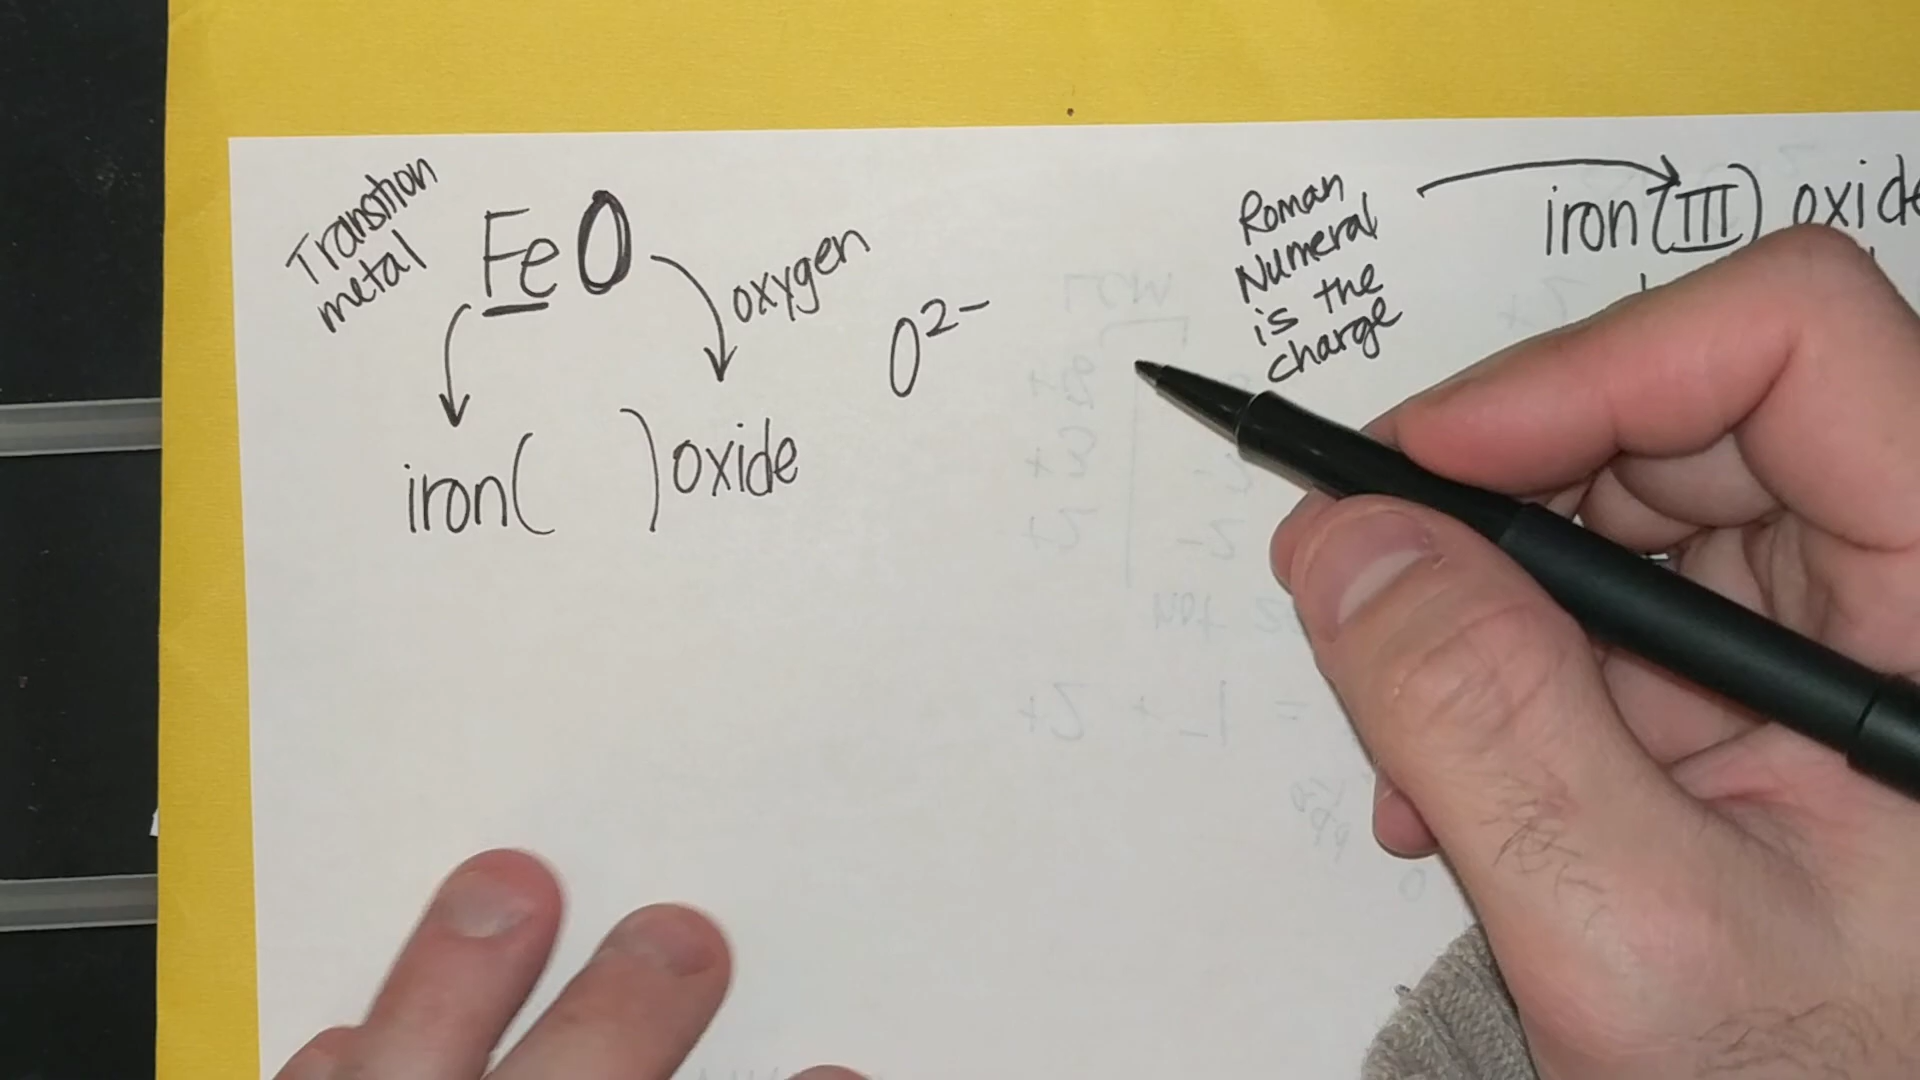 Transition
metal
FeO
oxygen
O2-
iron( )oxide
Roman
Numeral
is the
charge
iron(III) oxide